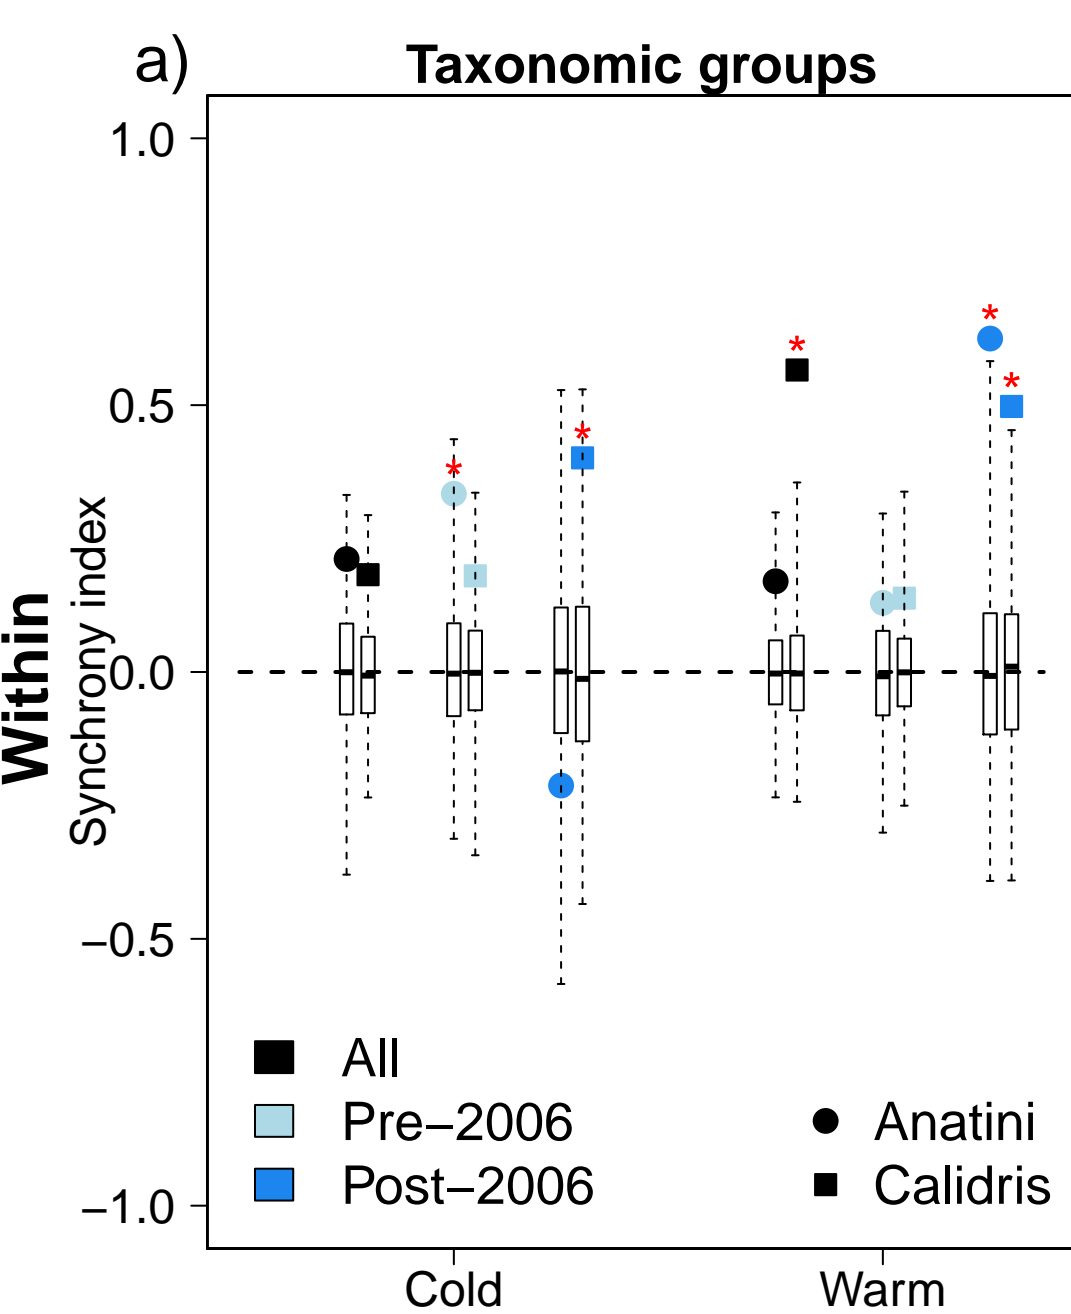 a)
Taxonomic groups
Within
Synchrony index
1.0
0.5
0.0
−0.5
−1.0
*
*
*
*
*
All
Pre−2006
Post−2006
Anatini
Calidris
Cold
Warm